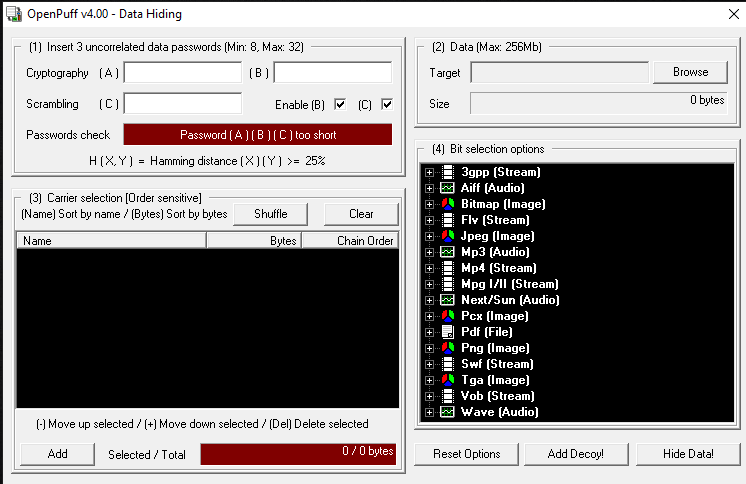 OpenPuff v4.00 - Data Hiding
(1) Insert 3 uncorrelated data passwords (Min: 8, Max: 32)
Cryptography (A) (B)
Scrambling (C) Enable (B) (C)
Passwords check Password (A) (B) (C) too short
H (X,Y) = Hamming distance (X) (Y) >= 25%
(2) Data (Max: 256Mb)
Target Browse
Size 0 bytes
(3) Carrier selection [Order sensitive]
(Name) Sort by name / (Bytes) Sort by bytes Shuffle Clear
Name Bytes Chain Order
(-) Move up selected / (+) Move down selected / (Del) Delete selected
Add Selected / Total 0 / 0 bytes
(4) Bit selection options
3gpp (Stream)
Aiff (Audio)
Bitmap (Image)
Flv (Stream)
Jpeg (Image)
Mp3 (Audio)
Mp4 (Stream)
Mpg I/II (Stream)
Next/Sun (Audio)
Pcx (Image)
Pdf (File)
Png (Image)
Swf (Stream)
Tga (Image)
Vob (Stream)
Wave (Audio)
Reset Options Add Decoy! Hide Data!